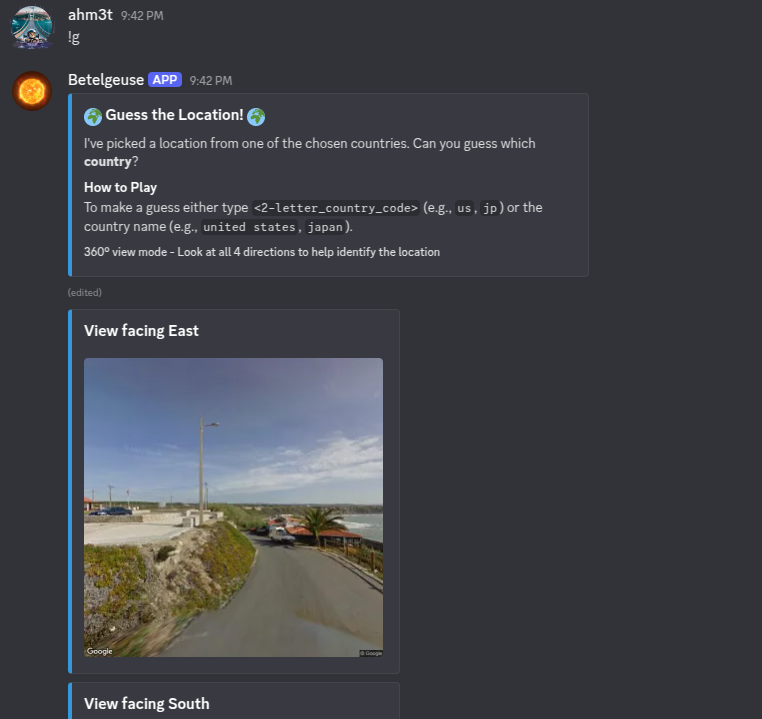 ahm3t 9:42 PM
!g
Betelgeuse APP 9:42 PM
Guess the Location!
I've picked a location from one of the chosen countries. Can you guess which
country?
How to Play
To make a guess either type <2-letter_country_code> (e.g., us, jp) or the
country name (e.g., united states, japan).
360° view mode - Look at all 4 directions to help identify the location
(edited)
View facing East
Google
© Google
View facing South